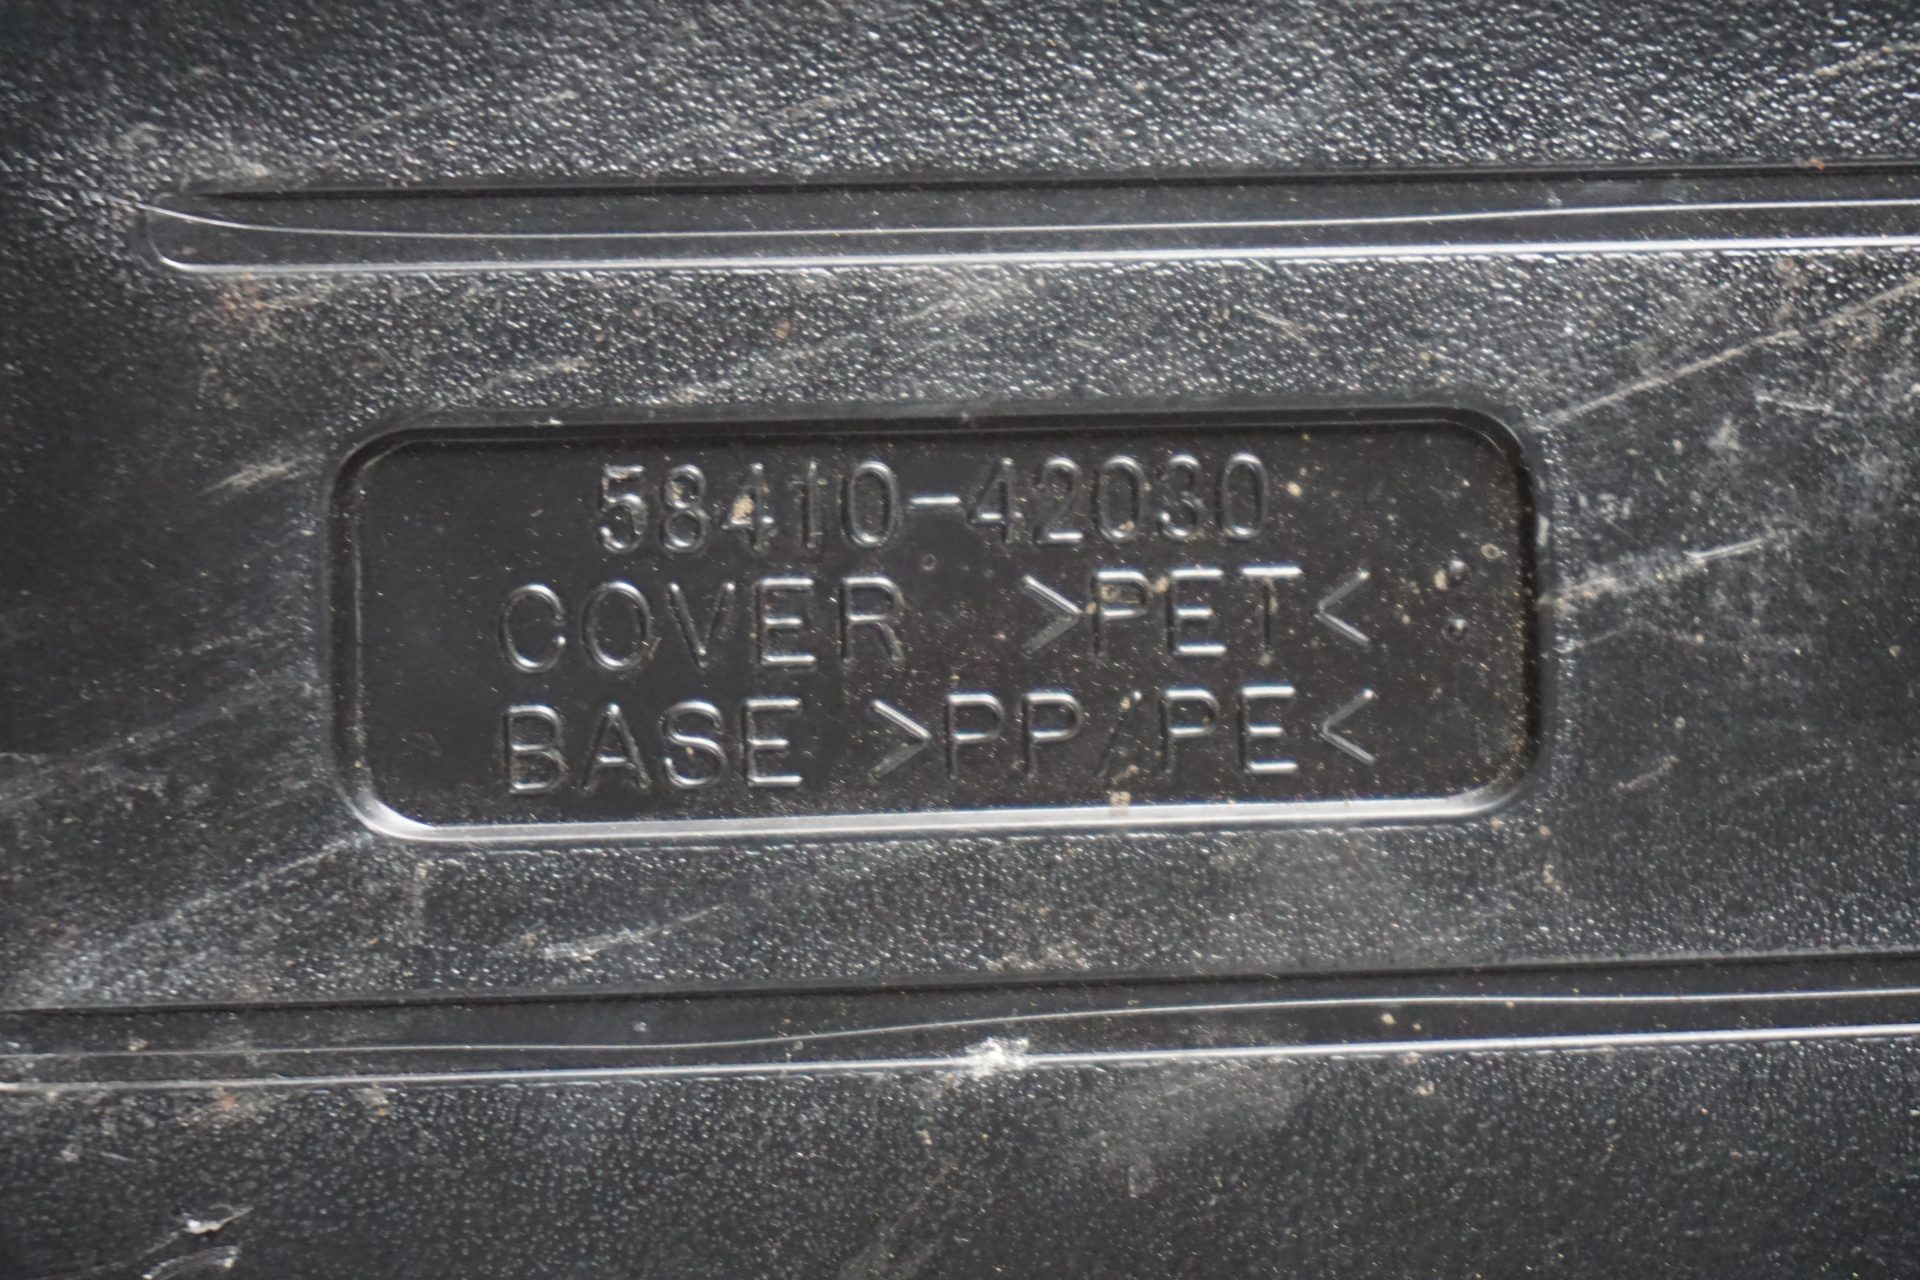 58410-42030
COVER >PET<
BASE >PP/PE<